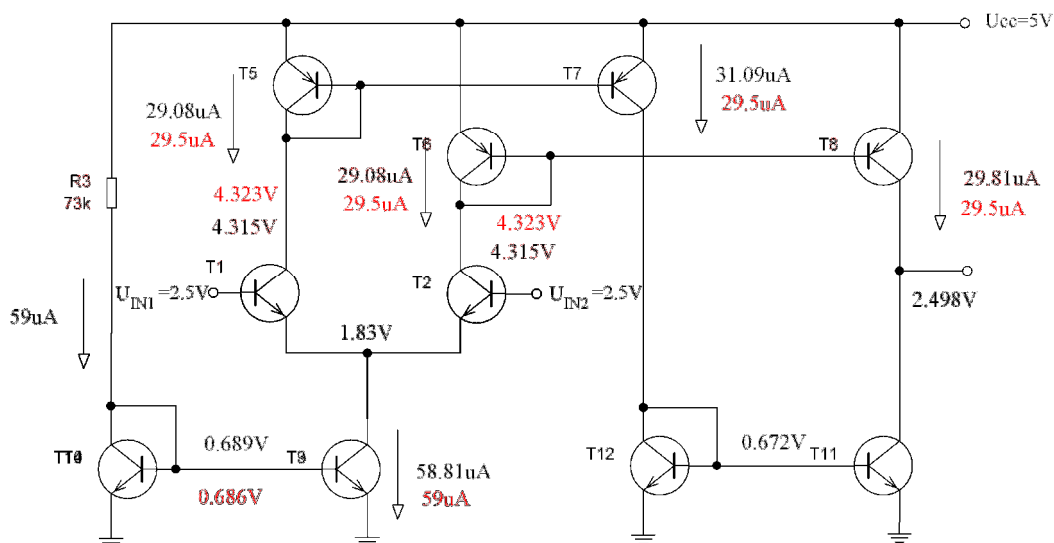 Ucc=5V
T5
T7
31.09uA
29.5uA
29.08uA
29.5uA
T6
T8
29.08uA
29.5uA
29.81uA
29.5uA
R3
73k
4.323V
4.315V
4.323V
4.315V
T1
T2
U_IN1=2.5V
U_IN2=2.5V
2.498V
59uA
1.83V
0.689V
T9
0.686V
58.81uA
59uA
T12
0.672V
T11